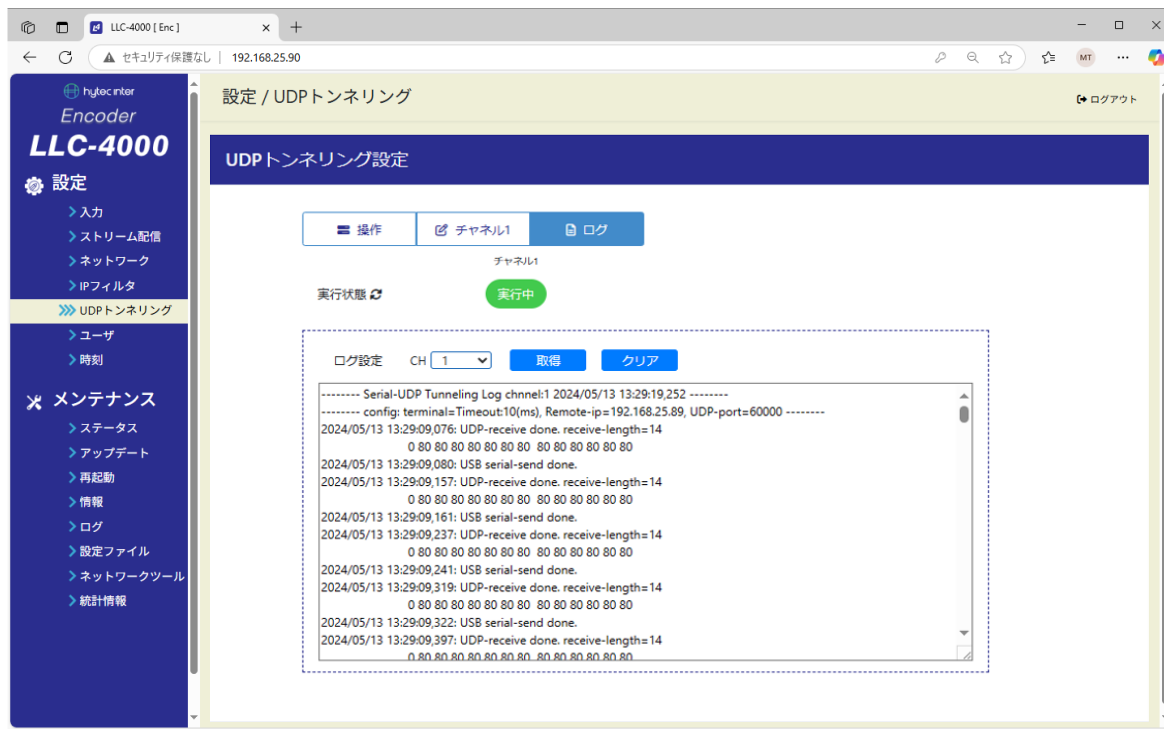 LLC-4000 [ Enc ]
セキュリティ保護なし | 192.168.25.90
MT
hytec inter
Encoder
LLC-4000
設定
入力
ストリーム配信
ネットワーク
IPフィルタ
UDPトンネリング
ユーザ
時刻
メンテナンス
ステータス
アップデート
再起動
情報
ログ
設定ファイル
ネットワークツール
統計情報
設定 / UDPトンネリング
ログアウト
UDPトンネリング設定
操作 チャネル1 ログ
チャネル1
実行状態 実行中
ログ設定 CH 1 取得 クリア
-------- Serial-UDP Tunneling Log chnnel:1 2024/05/13 13:29:19,252 --------
-------- config: terminal=Timeout:10(ms), Remote-ip=192.168.25.89, UDP-port=60000 --------
2024/05/13 13:29:09,076: UDP-receive done. receive-length=14
0 80 80 80 80 80 80 80 80 80 80 80 80 80
2024/05/13 13:29:09,080: USB serial-send done.
2024/05/13 13:29:09,157: UDP-receive done. receive-length=14
0 80 80 80 80 80 80 80 80 80 80 80 80 80
2024/05/13 13:29:09,161: USB serial-send done.
2024/05/13 13:29:09,237: UDP-receive done. receive-length=14
0 80 80 80 80 80 80 80 80 80 80 80 80 80
2024/05/13 13:29:09,241: USB serial-send done.
2024/05/13 13:29:09,319: UDP-receive done. receive-length=14
0 80 80 80 80 80 80 80 80 80 80 80 80 80
2024/05/13 13:29:09,322: USB serial-send done.
2024/05/13 13:29:09,397: UDP-receive done. receive-length=14
0 80 80 80 80 80 80 80 80 80 80 80 80 80